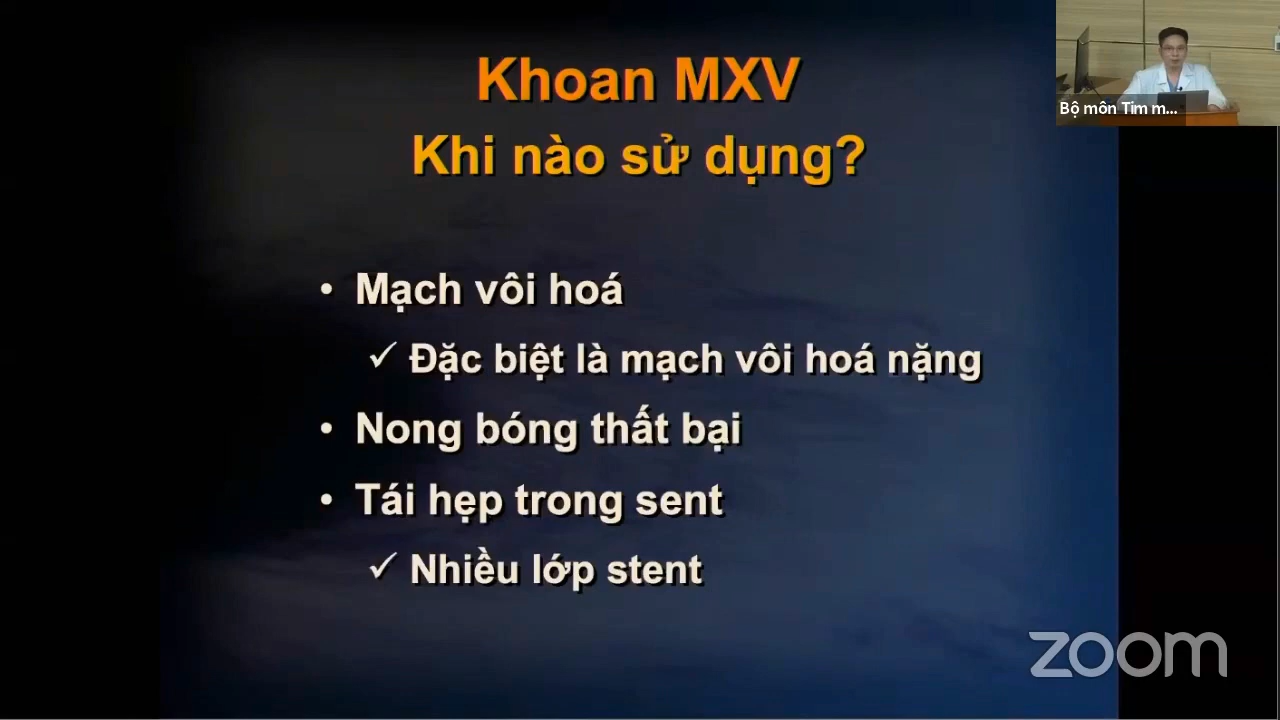 Khoan MXV
Khi nào sử dụng?
• Mạch vôi hoá
✓ Đặc biệt là mạch vôi hoá nặng
• Nong bóng thất bại
• Tái hẹp trong sent
✓ Nhiều lớp stent
Bộ môn Tim m...
zoom